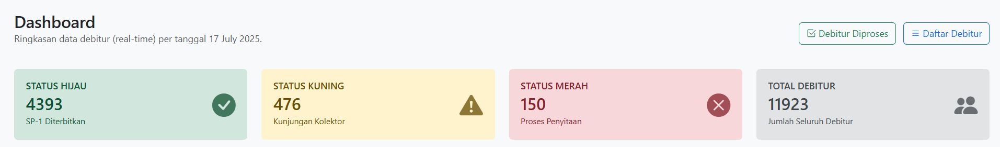 Dashboard
Ringkasan data debitur (real-time) per tanggal 17 July 2025.
Debitur Diproses
Daftar Debitur
STATUS HIJAU
4393
SP-1 Diterbitkan
STATUS KUNING
476
Kunjungan Kolektor
STATUS MERAH
150
Proses Penyitaan
TOTAL DEBITUR
11923
Jumlah Seluruh Debitur